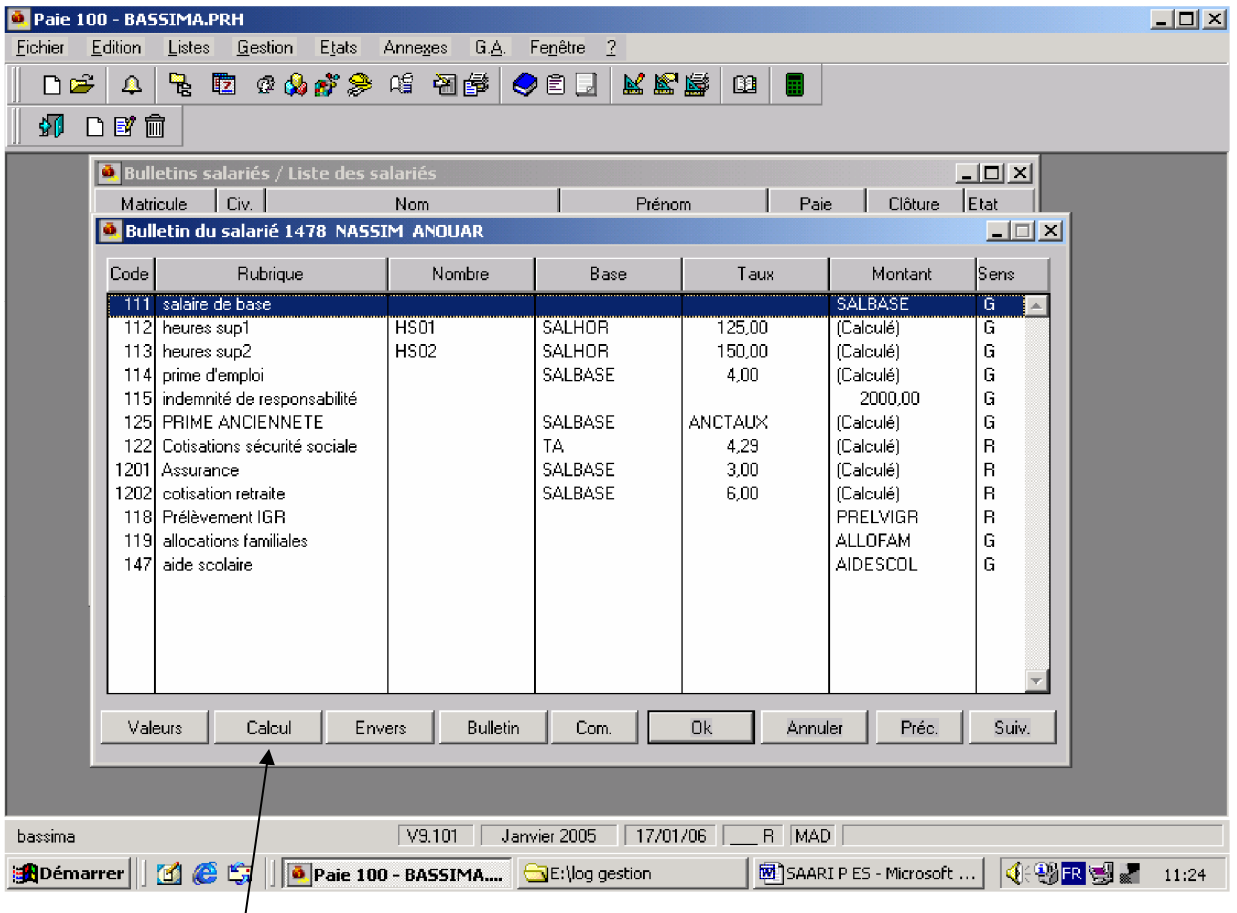 Paie 100 - BASSIMA.PRH
Fichier Edition Listes Gestion Etats Annexes G.A. Fenêtre ?
Bulletins salariés / Liste des salariés
Matricule Civ. Nom Prénom Paie Clôture Etat
Bulletin du salarié 1478 NASSIM ANOUAR
Code Rubrique Nombre Base Taux Montant Sens
111 salaire de base SALBASE G
112 heures sup1 HS01 SALHOR 125,00 (Calculé) G
113 heures sup2 HS02 SALHOR 150,00 (Calculé) G
114 prime d'emploi SALBASE 4,00 (Calculé) G
115 indemnité de responsabilité 2000,00 G
125 PRIME ANCIENNETE SALBASE ANCTAUX (Calculé) G
122 Cotisations sécurité sociale TA 4,29 (Calculé) R
1201 Assurance SALBASE 3,00 (Calculé) R
1202 cotisation retraite SALBASE 6,00 (Calculé) R
118 Prélèvement IGR PRELVIGR R
119 allocations familiales ALLOFAM G
147 aide scolaire AIDESCOL G
Valeurs Calcul Envers Bulletin Com. Ok Annuler Préc. Suiv.
bassima V9.101 Janvier 2005 17/01/06 ___ R MAD
Démarrer Paie 100 - BASSIMA.... E:\log gestion SAARI P ES - Microsoft ... FR 11:24